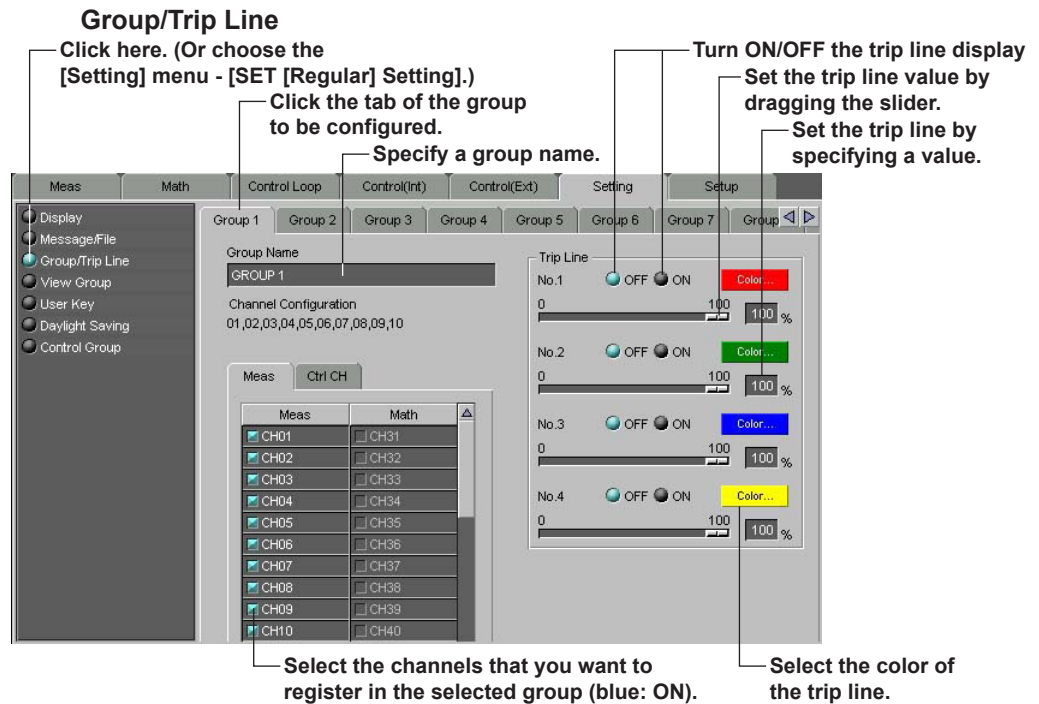 Group/Trip Line
Click here. (Or choose the
[Setting] menu - [SET [Regular] Setting].)
Click the tab of the group
to be configured.
Specify a group name.
Turn ON/OFF the trip line display
Set the trip line value by
dragging the slider.
Set the trip line by
specifying a value.
Meas Math Control Loop Control(Int) Control(Ext) Setting Setup
Display
Message/File
Group/Trip Line
View Group
User Key
Daylight Saving
Control Group
Group 1 Group 2 Group 3 Group 4 Group 5 Group 6 Group 7 Group
Group Name
GROUP 1
Channel Configuration
01,02,03,04,05,06,07,08,09,10
Meas Ctrl CH
Meas Math
CH01 CH31
CH02 CH32
CH03 CH33
CH04 CH34
CH05 CH35
CH06 CH36
CH07 CH37
CH08 CH38
CH09 CH39
CH10 CH40
Trip Line
No.1 OFF ON Color...
0 100 100 %
No.2 OFF ON Color...
0 100 100 %
No.3 OFF ON Color...
0 100 100 %
No.4 OFF ON Color...
0 100 100 %
Select the channels that you want to
register in the selected group (blue: ON).
Select the color of
the trip line.